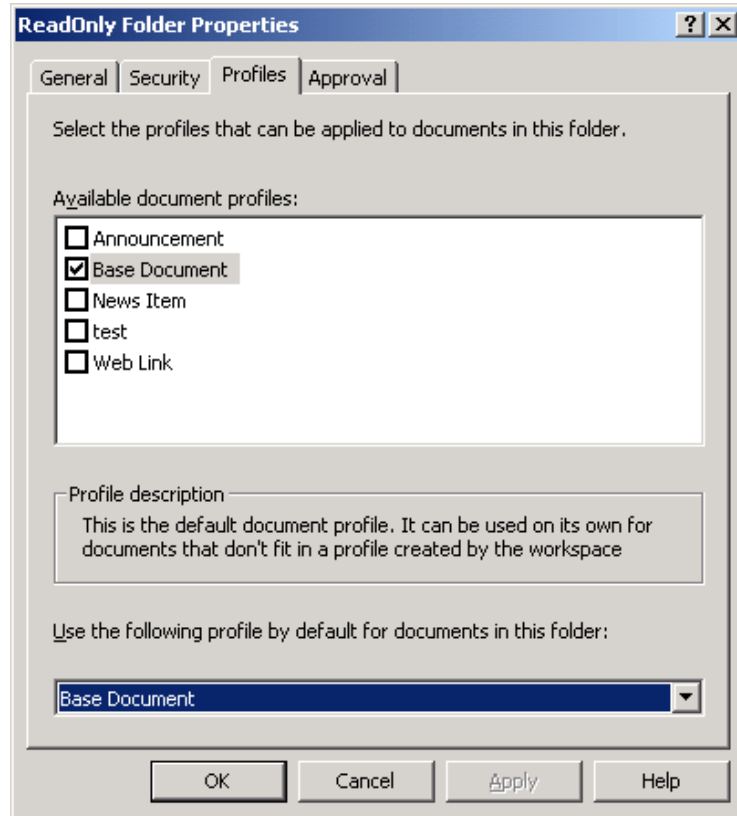 ReadOnly Folder Properties
General Security Profiles Approval
Select the profiles that can be applied to documents in this folder.
Available document profiles:
Announcement
Base Document
News Item
test
Web Link
Profile description
This is the default document profile. It can be used on its own for
documents that don't fit in a profile created by the workspace
Use the following profile by default for documents in this folder:
Base Document
OK Cancel Apply Help